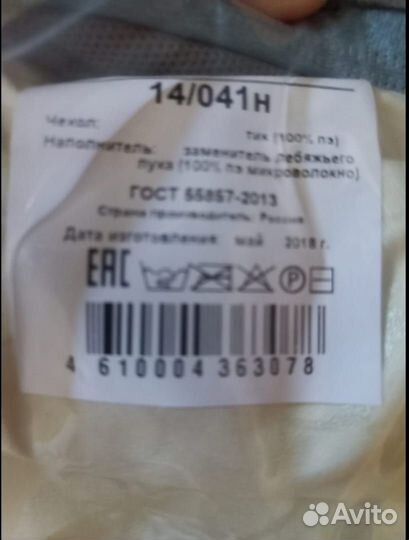 14/041н
Чехол: тик (100% пэ)
Наполнитель: заменитель лебяжьего
пуха (100% пэ микроволокно)
ГОСТ 55857-2013
Страна производитель: Россия
Дата изготовления: май 2018 г.
EAC P
4 610004 363078
Avito